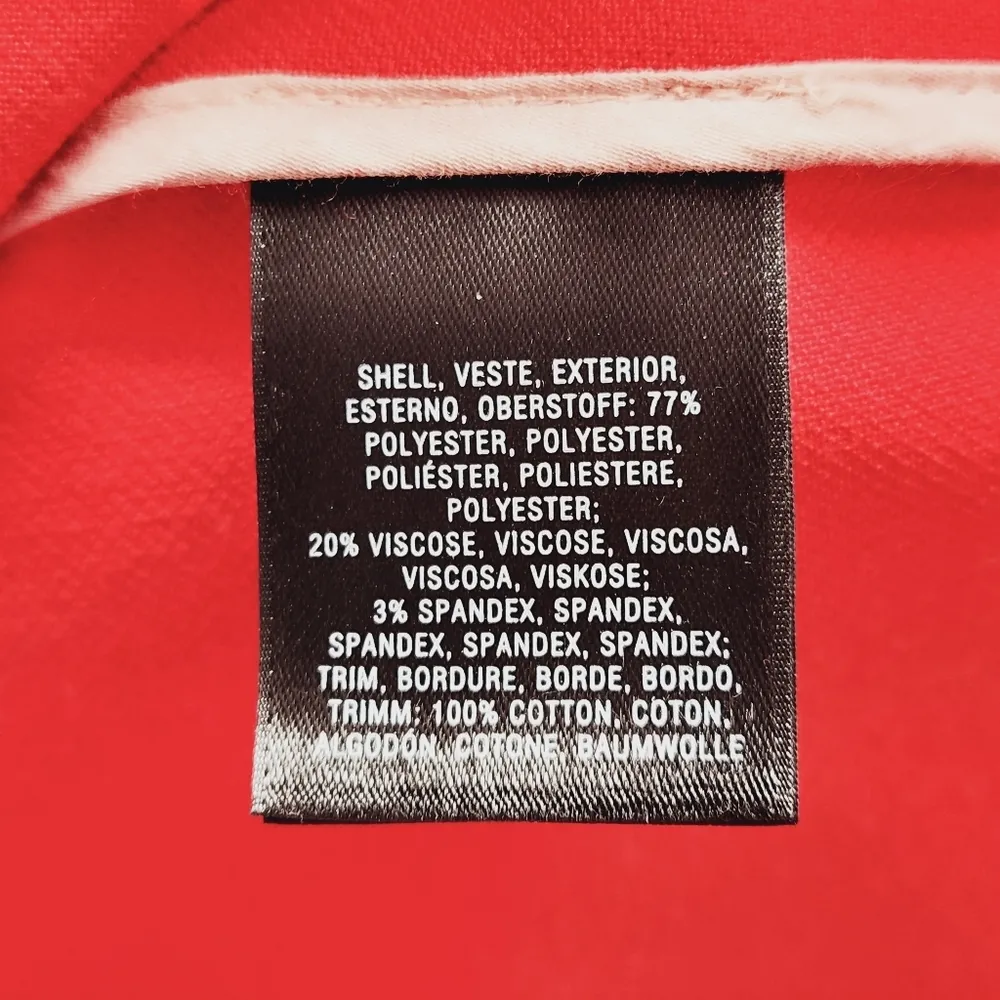 SHELL, VESTE, EXTERIOR,
ESTERNO, OBERSTOFF: 77%
POLYESTER, POLYESTER,
POLIÉSTER, POLIESTERE,
POLYESTER;
20% VISCOSE, VISCOSE, VISCOSA,
VISCOSA, VISKOSE;
3% SPANDEX, SPANDEX,
SPANDEX, SPANDEX, SPANDEX;
TRIM, BORDURE, BORDE, BORDO,
TRIMM: 100% COTTON, COTON,
ALGODÓN, COTONE, BAUMWOLLE